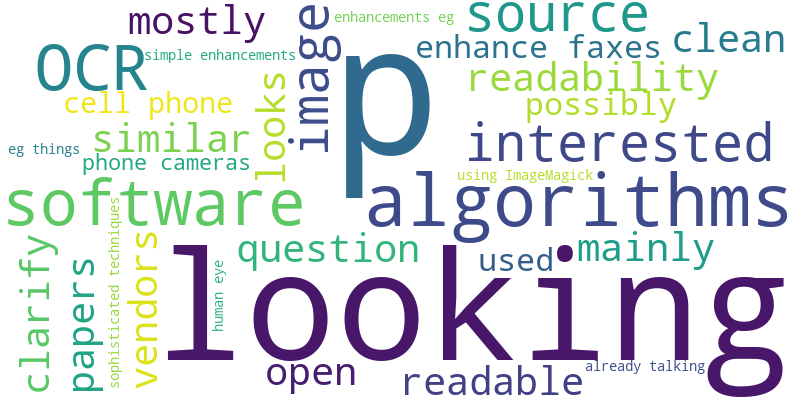 mostly
enhancements eg
source
OCR
simple enhancements
image
p
enhance faxes
clean
cell phone
looks
readability
possibly
eg things
similar
phone cameras
interested
software
using ImageMagick
algorithms
sophisticated techniques
clarify
papers
vendors
human eye
question
used
mainly
looking
open
readable
already talking